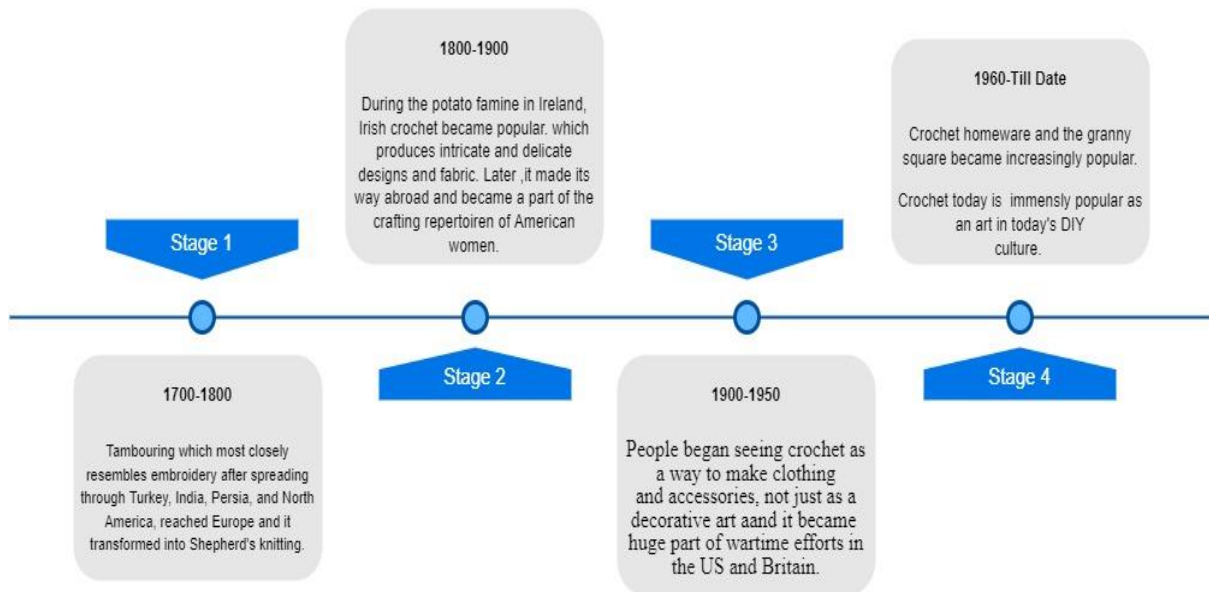 Stage 1
1700-1800
Tambouring which most closely
resembles embroidery after spreading
through Turkey, India, Persia, and North
America, reached Europe and it
transformed into Shepherd's knitting.
1800-1900
During the potato famine in Ireland,
Irish crochet became popular. which
produces intricate and delicate
designs and fabric. Later ,it made its
way abroad and became a part of the
crafting repertoiren of American
women.
Stage 2
Stage 3
1900-1950
People began seeing crochet as
a way to make clothing
and accessories, not just as a
decorative art aand it became
huge part of wartime efforts in
the US and Britain.
1960-Till Date
Crochet homeware and the granny
square became increasingly popular.
Crochet today is immensly popular as
an art in today's DIY
culture.
Stage 4